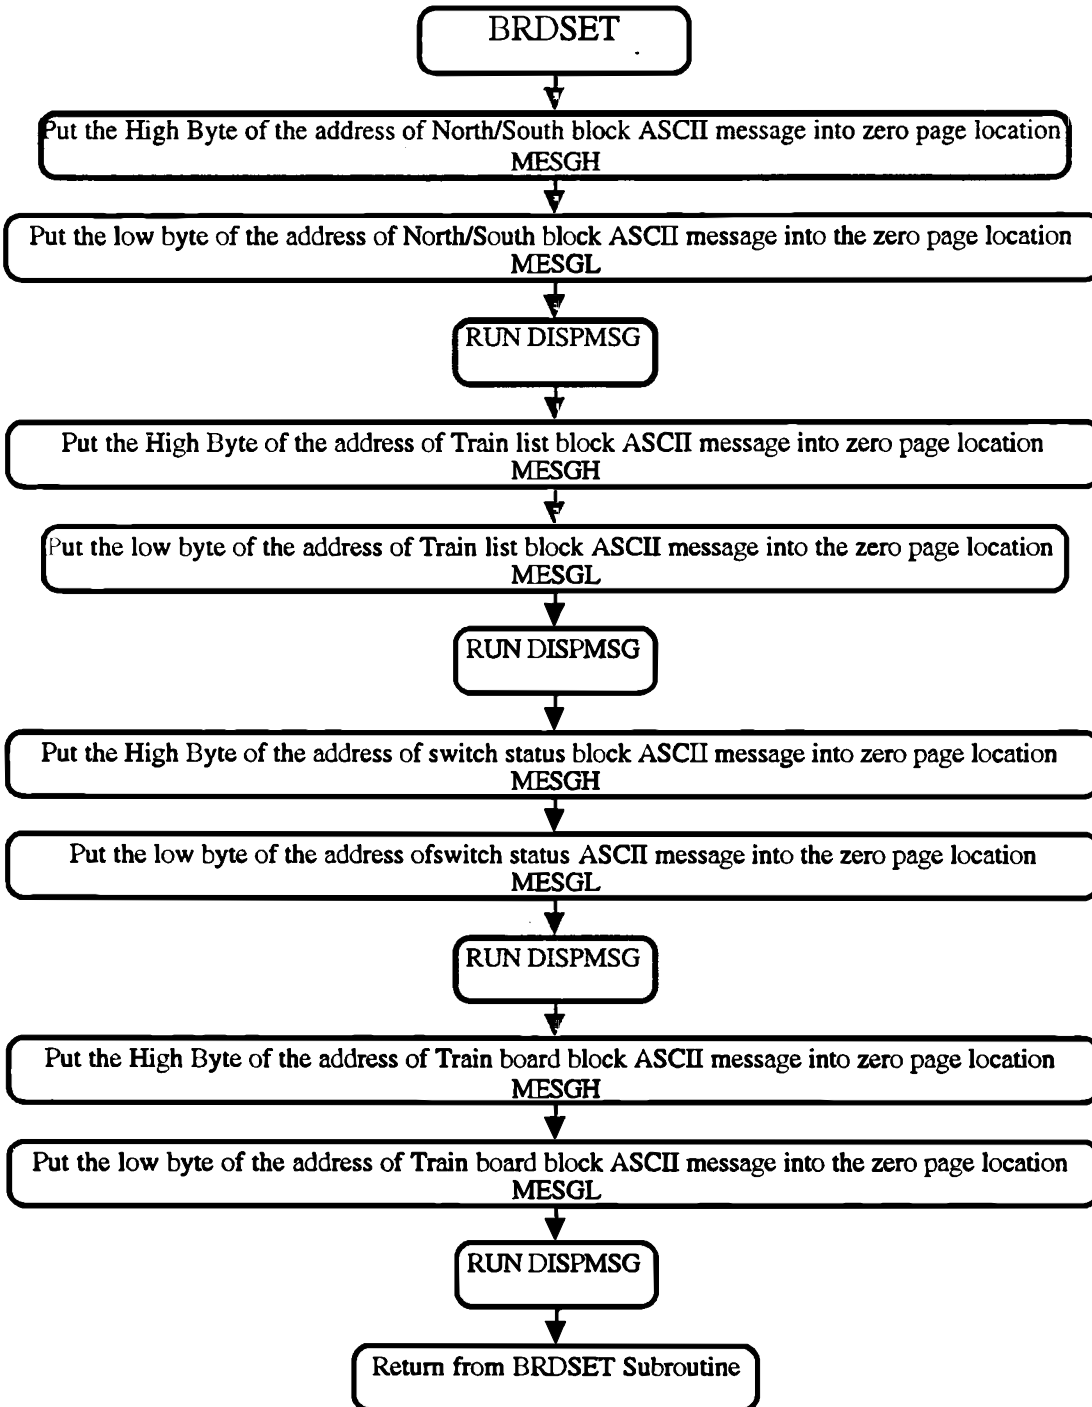 BRDSET
Put the High Byte of the address of North/South block ASCII message into zero page location
MESGH
Put the low byte of the address of North/South block ASCII message into the zero page location
MESGL
RUN DISPMSG
Put the High Byte of the address of Train list block ASCII message into zero page location
MESGH
Put the low byte of the address of Train list block ASCII message into the zero page location
MESGL
RUN DISPMSG
Put the High Byte of the address of switch status block ASCII message into zero page location
MESGH
Put the low byte of the address ofswitch status ASCII message into the zero page location
MESGL
RUN DISPMSG
Put the High Byte of the address of Train board block ASCII message into zero page location
MESGH
Put the low byte of the address of Train board block ASCII message into the zero page location
MESGL
RUN DISPMSG
Return from BRDSET Subroutine